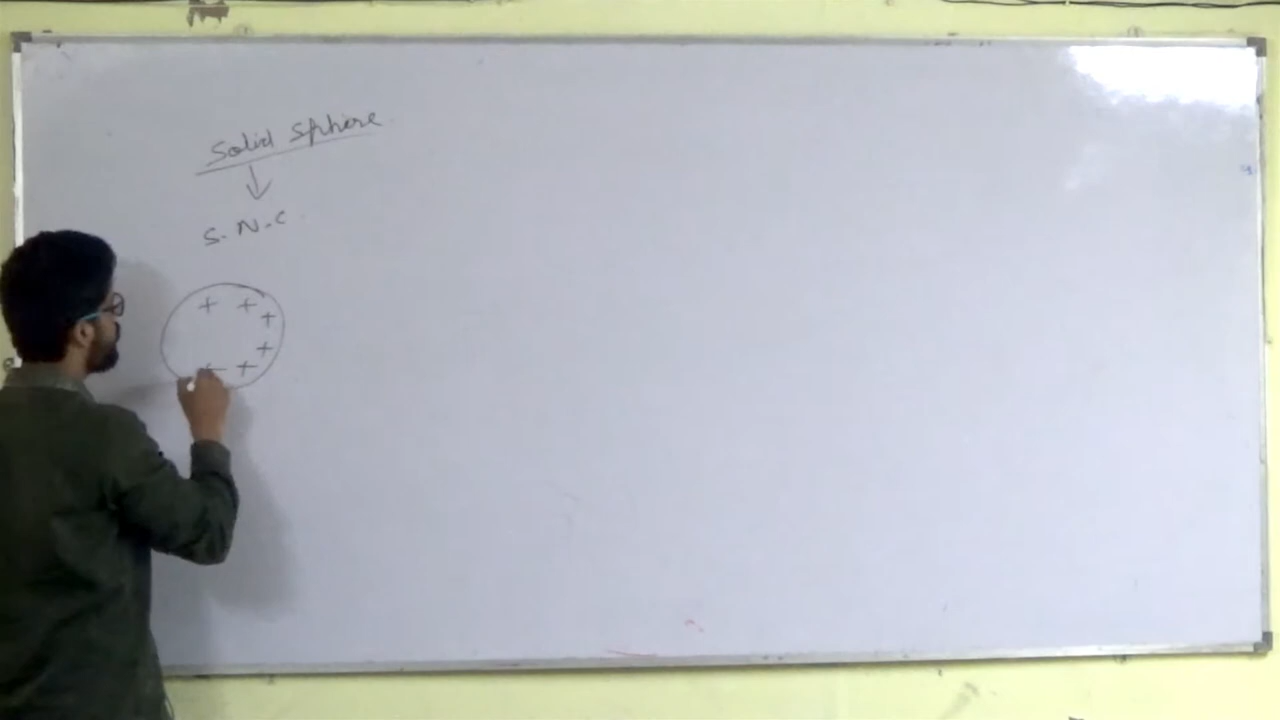 Solid Sphere
S.N.C
+ +
+
+
+ +